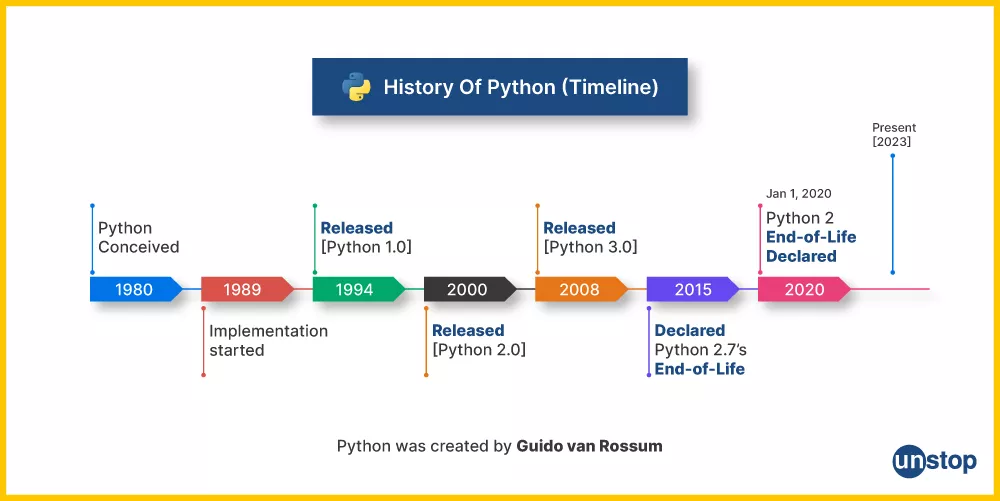 History Of Python (Timeline)
Present
[2023]
Jan 1, 2020
Python
Conceived
Released
[Python 1.0]
Released
[Python 3.0]
Python 2
End-of-Life
Declared
1980
1989
1994
2000
2008
2015
2020
Implementation
started
Released
[Python 2.0]
Declared
Python 2.7's
End-of-Life
Python was created by Guido van Rossum
unstop